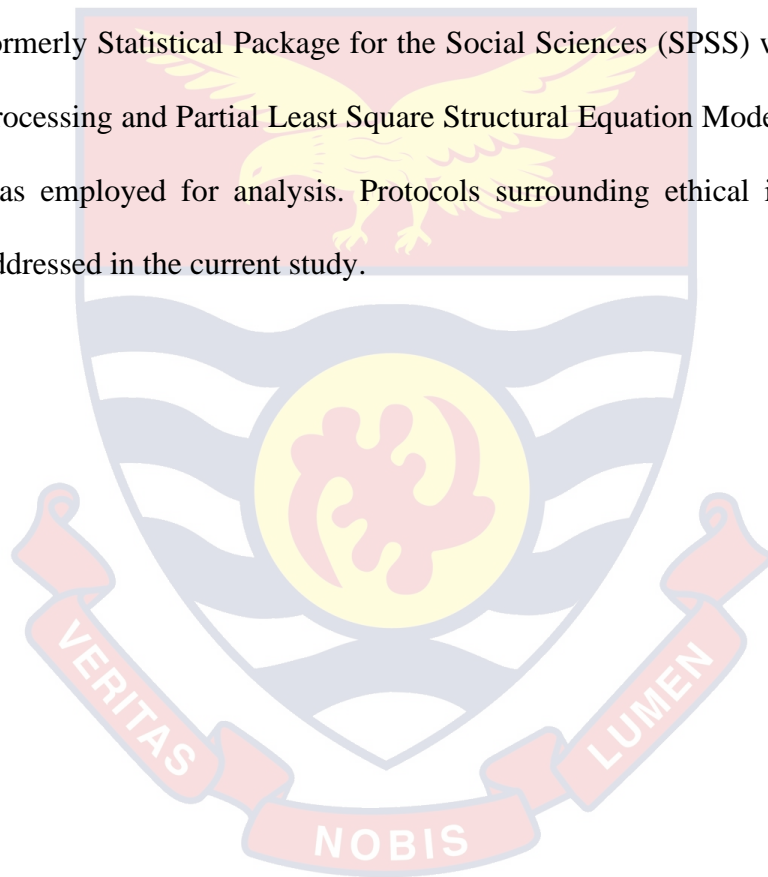 ormerly Statistical Package for the Social Sciences (SPSS) w
rocessing and Partial Least Square Structural Equation Mode
as employed for analysis. Protocols surrounding ethical i
ddressed in the current study.
VERITAS
NOBIS
LUMEN